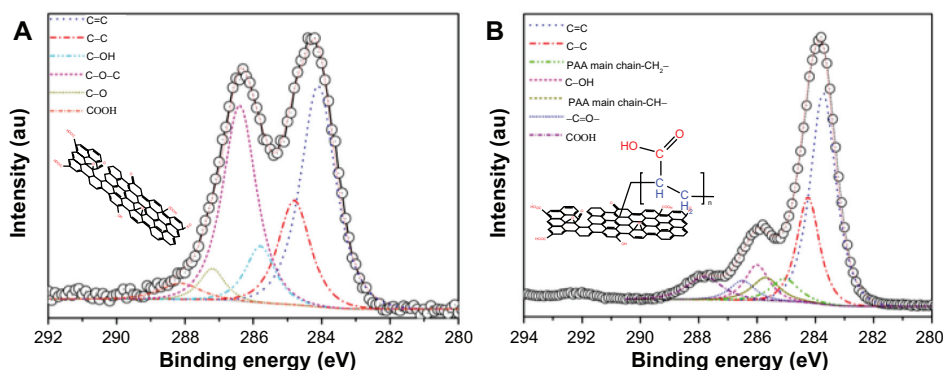 A
C=C
C–C
C–OH
C–O–C
C–O
COOH
Intensity (au)
292 290 288 286 284 282 280
Binding energy (eV)
B
C=C
C–C
PAA main chain-CH₂–
C–OH
PAA main chain-CH–
–C=O–
COOH
HO
O
C
C
H
C
H₂
n
Intensity (au)
294 292 290 288 286 284 282 280
Binding energy (eV)